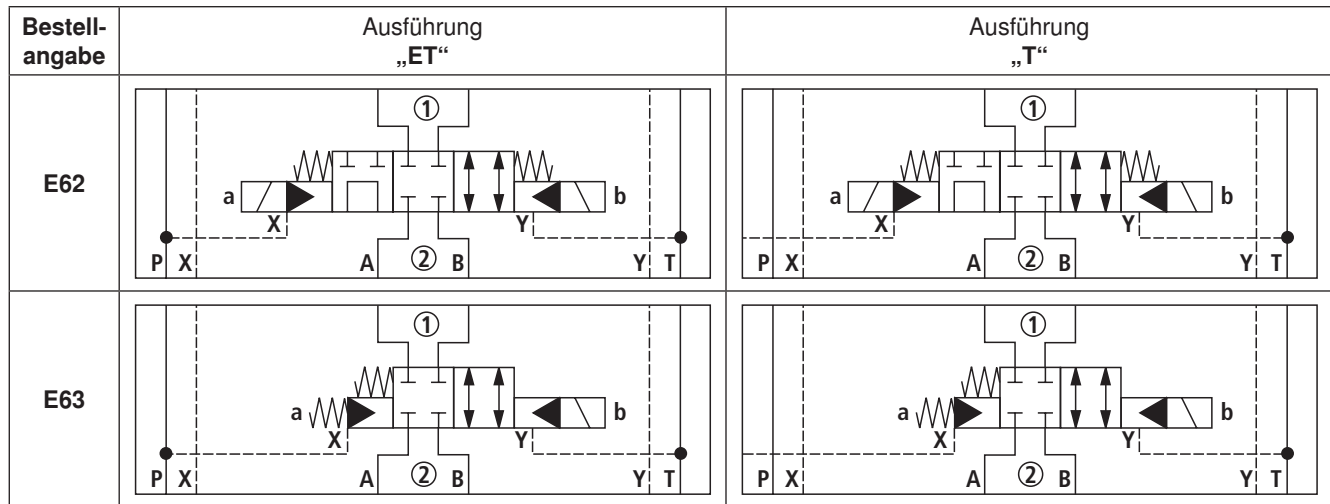 Bestell-
angabe
Ausführung
„ET“
Ausführung
„T“
E62
①
a
b
X
Y
P X A ② B Y T
①
a
b
X
Y
P X A ② B Y T
E63
①
a
b
X
Y
P X A ② B Y T
①
a
b
X
Y
P X A ② B Y T